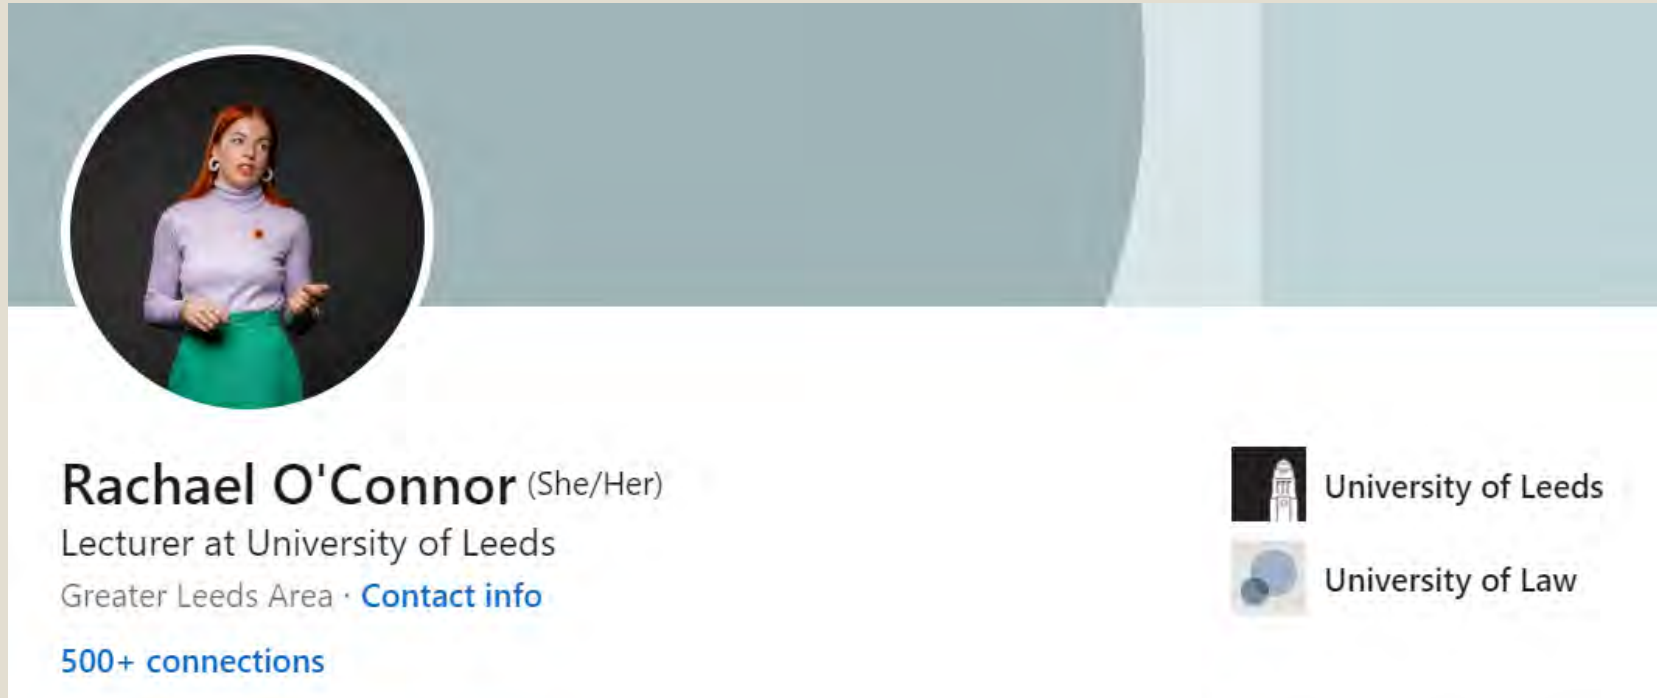 Rachael O'Connor (She/Her)
Lecturer at University of Leeds
Greater Leeds Area · Contact info
500+ connections
University of Leeds
University of Law